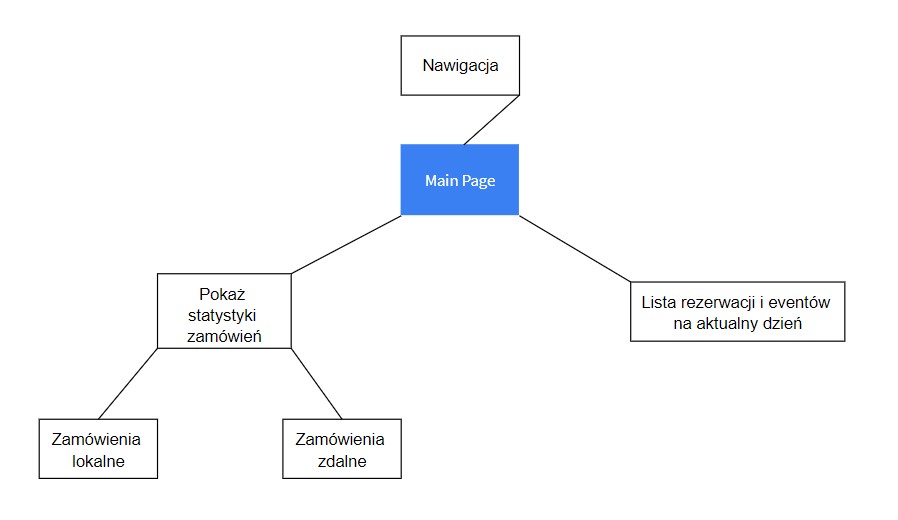 Nawigacja
Main Page
Pokaż
statystyki
zamówień
Lista rezerwacji i eventów
na aktualny dzień
Zamówienia
lokalne
Zamówienia
zdalne